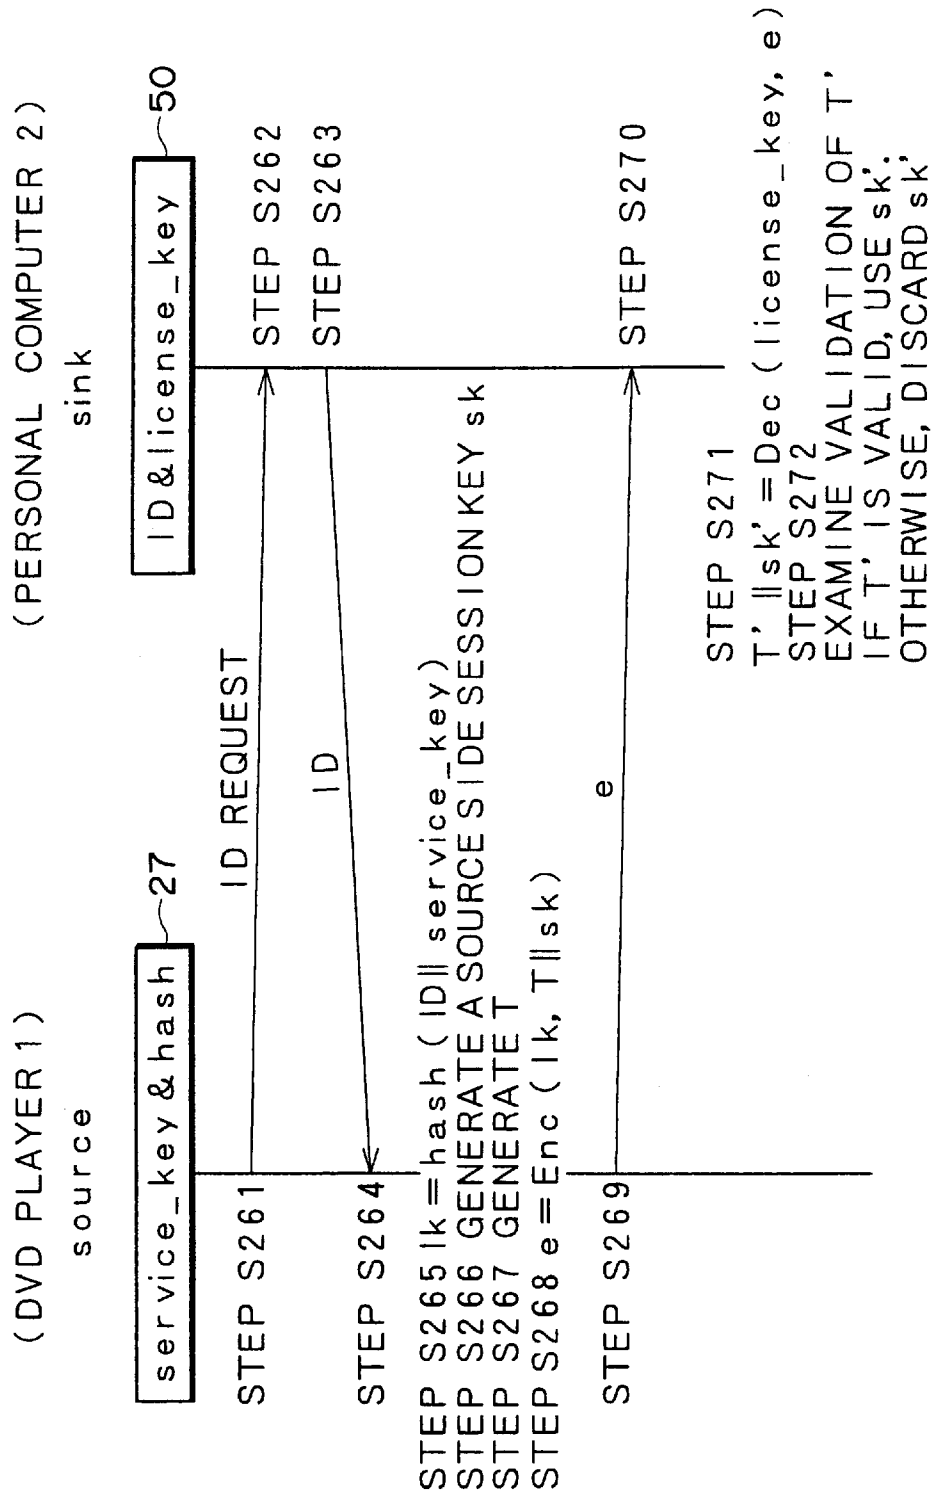 (DVD PLAYER 1)
source
(PERSONAL COMPUTER 2)
sink
service_key & hash
27
ID&license_key
50
STEP S261
ID REQUEST
STEP S262
STEP S263
ID
STEP S264
STEP S265 lk=hash (ID||service_key)
STEP S266 GENERATE A SOURCE SIDE SESSION KEY sk
STEP S267 GENERATE T
STEP S268 e=Enc (lk, T||sk)
STEP S269
e
STEP S270
STEP S271
T' ||sk' =Dec (license_key, e)
STEP S272
EXAMINE VALIDATION OF T'
IF T' IS VALID, USE sk'.
OTHERWISE, DISCARD sk'